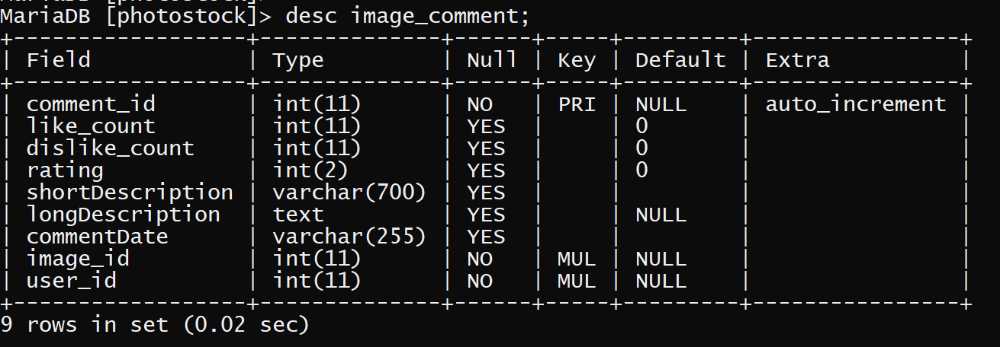 MariaDB [photostock]>
MariaDB [photostock]> desc image_comment;
+------------------+--------------+------+-----+---------+----------------+
| Field            | Type         | Null | Key | Default | Extra          |
+------------------+--------------+------+-----+---------+----------------+
| comment_id       | int(11)      | NO   | PRI | NULL    | auto_increment |
| like_count       | int(11)      | YES  |     | 0       |                |
| dislike_count    | int(11)      | YES  |     | 0       |                |
| rating           | int(2)       | YES  |     | 0       |                |
| shortDescription | varchar(700) | YES  |     |         |                |
| longDescription  | text         | YES  |     | NULL    |                |
| commentDate      | varchar(255) | YES  |     |         |                |
| image_id         | int(11)      | NO   | MUL | NULL    |                |
| user_id          | int(11)      | NO   | MUL | NULL    |                |
+------------------+--------------+------+-----+---------+----------------+
9 rows in set (0.02 sec)